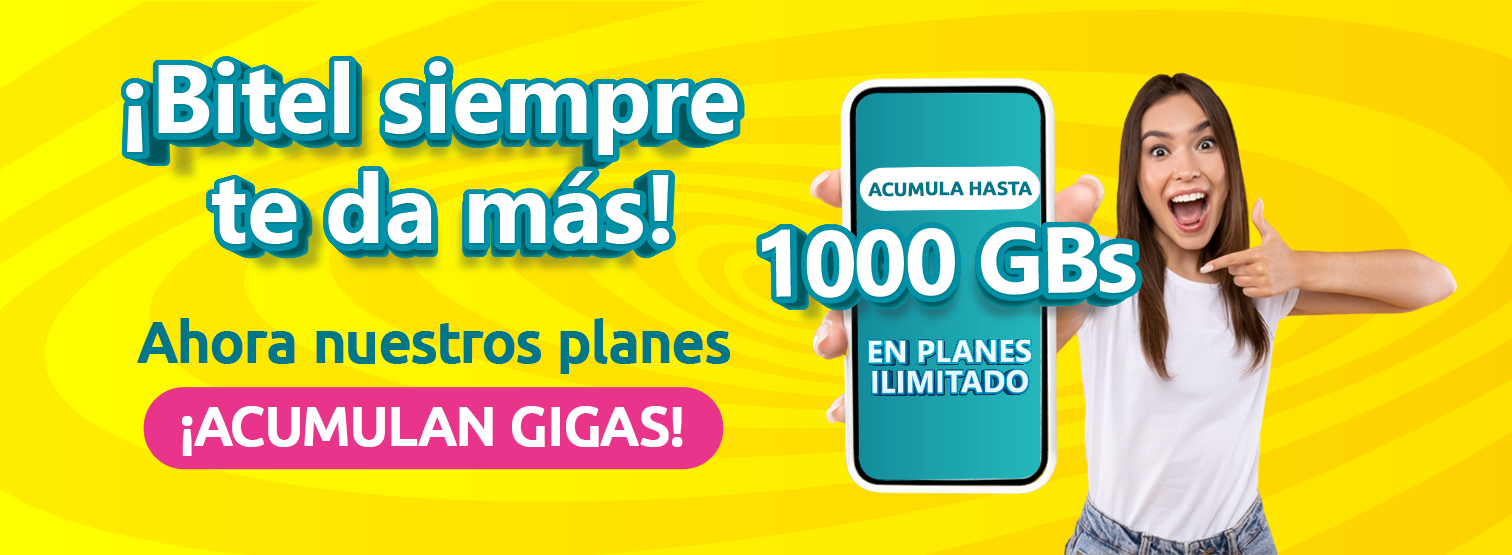 ¡Bitel siempre
te da más!
Ahora nuestros planes
¡ACUMULAN GIGAS!
ACUMULA HASTA
1000 GBs
EN PLANES
ILIMITADO